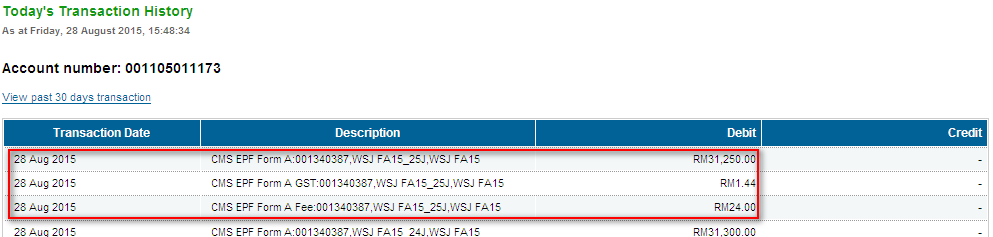 Today's Transaction History
As at Friday, 28 August 2015, 15:48:34
Account number: 001105011173
View past 30 days transaction
Transaction Date Description Debit Credit
28 Aug 2015 CMS EPF Form A:001340387,WSJ FA15_25J,WSJ FA15 RM31,250.00 -
28 Aug 2015 CMS EPF Form A GST:001340387,WSJ FA15_25J,WSJ FA15 RM1.44 -
28 Aug 2015 CMS EPF Form A Fee:001340387,WSJ FA15_25J,WSJ FA15 RM24.00 -
28 Aug 2015 CMS EPF Form A:001340387,WSJ FA15_24J,WSJ FA15 RM31,300.00 -